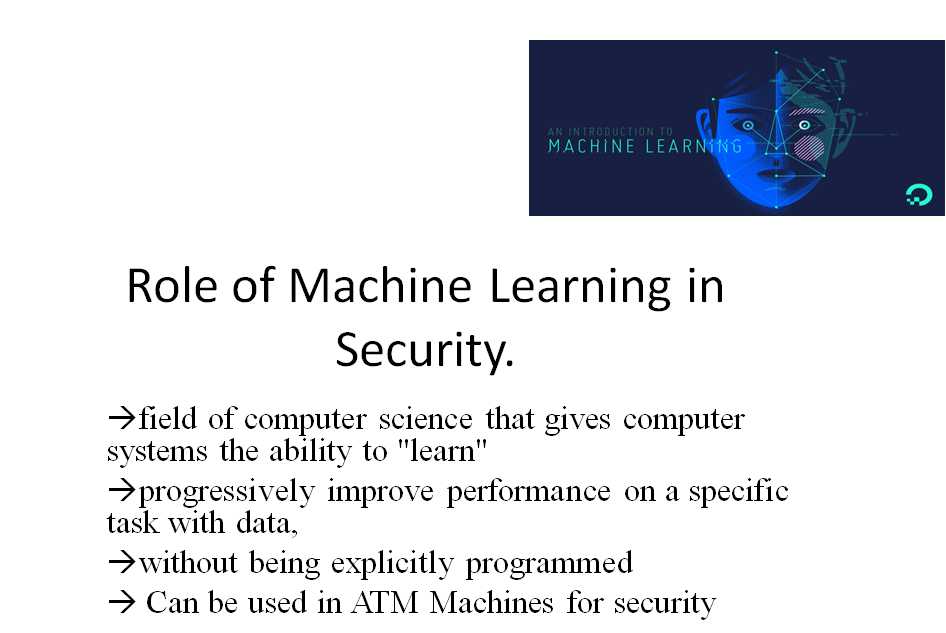 AN INTRODUCTION TO
MACHINE LEARNING
Role of Machine Learning in
Security.
→field of computer science that gives computer
systems the ability to "learn"
→progressively improve performance on a specific
task with data,
→without being explicitly programmed
→ Can be used in ATM Machines for security